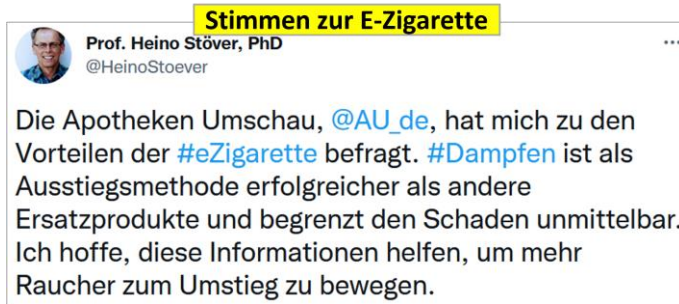 Stimmen zur E-Zigarette
Prof. Heino Stöver, PhD
@HeinoStoever
Die Apotheken Umschau, @AU_de, hat mich zu den
Vorteilen der #eZigarette befragt. #Dampfen ist als
Ausstiegsmethode erfolgreicher als andere
Ersatzprodukte und begrenzt den Schaden unmittelbar.
Ich hoffe, diese Informationen helfen, um mehr
Raucher zum Umstieg zu bewegen.